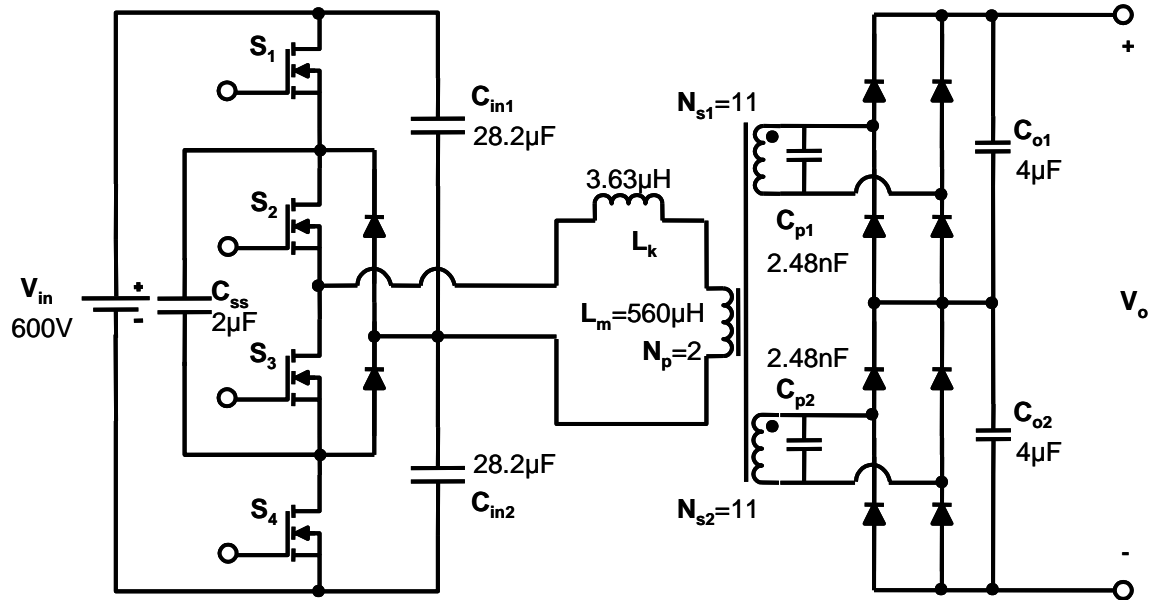 S1
Cin1
28.2μF
Ns1=11
+
Co1
4μF
3.63μH
S2
Cp1
Lk
2.48nF
Vin
+
Css
-
600V
2μF
Lm=560μH
Vo
Np=2
S3
2.48nF
Cp2
Co2
4μF
28.2μF
S4
Cin2
Ns2=11
-